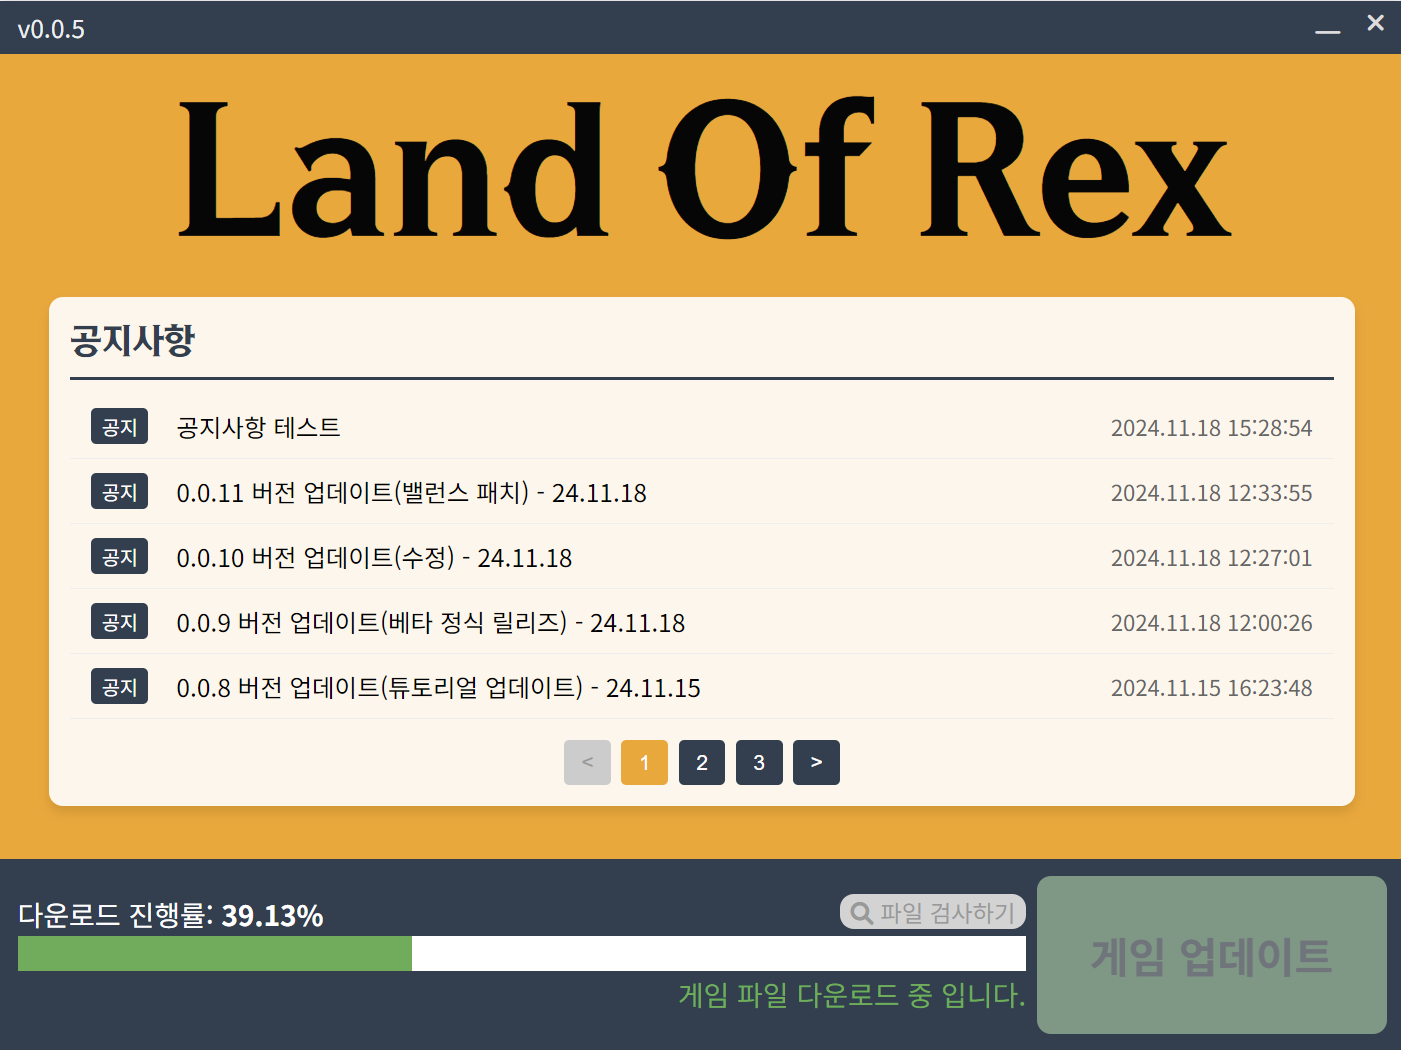 v0.0.5
Land Of Rex
공지사항
공지 공지사항 테스트 2024.11.18 15:28:54
공지 0.0.11 버전 업데이트(밸런스 패치) - 24.11.18 2024.11.18 12:33:55
공지 0.0.10 버전 업데이트(수정) - 24.11.18 2024.11.18 12:27:01
공지 0.0.9 버전 업데이트(베타 정식 릴리즈) - 24.11.18 2024.11.18 12:00:26
공지 0.0.8 버전 업데이트(튜토리얼 업데이트) - 24.11.15 2024.11.15 16:23:48
< 1 2 3 >
다운로드 진행률: 39.13%
파일 검사하기
게임 파일 다운로드 중 입니다.
게임 업데이트